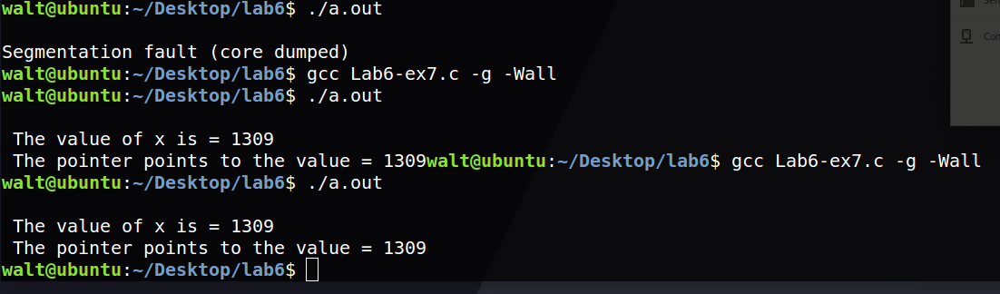 walt@ubuntu:~/Desktop/lab6$ ./a.out
Segmentation fault (core dumped)
walt@ubuntu:~/Desktop/lab6$ gcc Lab6-ex7.c -g -Wall
walt@ubuntu:~/Desktop/lab6$ ./a.out
The value of x is = 1309
The pointer points to the value = 1309walt@ubuntu:~/Desktop/lab6$ gcc Lab6-ex7.c -g -Wall
walt@ubuntu:~/Desktop/lab6$ ./a.out
The value of x is = 1309
The pointer points to the value = 1309
walt@ubuntu:~/Desktop/lab6$